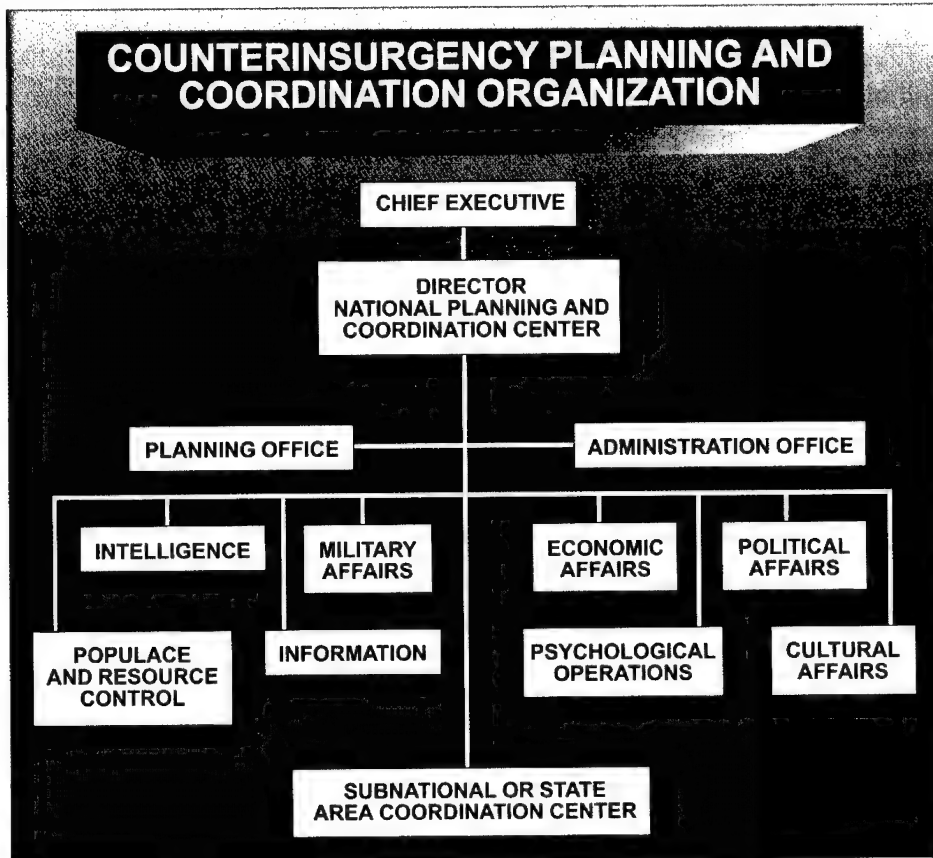 COUNTERINSURGENCY PLANNING AND
COORDINATION ORGANIZATION
CHIEF EXECUTIVE
DIRECTOR
NATIONAL PLANNING AND
COORDINATION CENTER
PLANNING OFFICE
ADMINISTRATION OFFICE
INTELLIGENCE
MILITARY
AFFAIRS
ECONOMIC
AFFAIRS
POLITICAL
AFFAIRS
POPULACE
AND RESOURCE
CONTROL
INFORMATION
PSYCHOLOGICAL
OPERATIONS
CULTURAL
AFFAIRS
SUBNATIONAL OR STATE
AREA COORDINATION CENTER